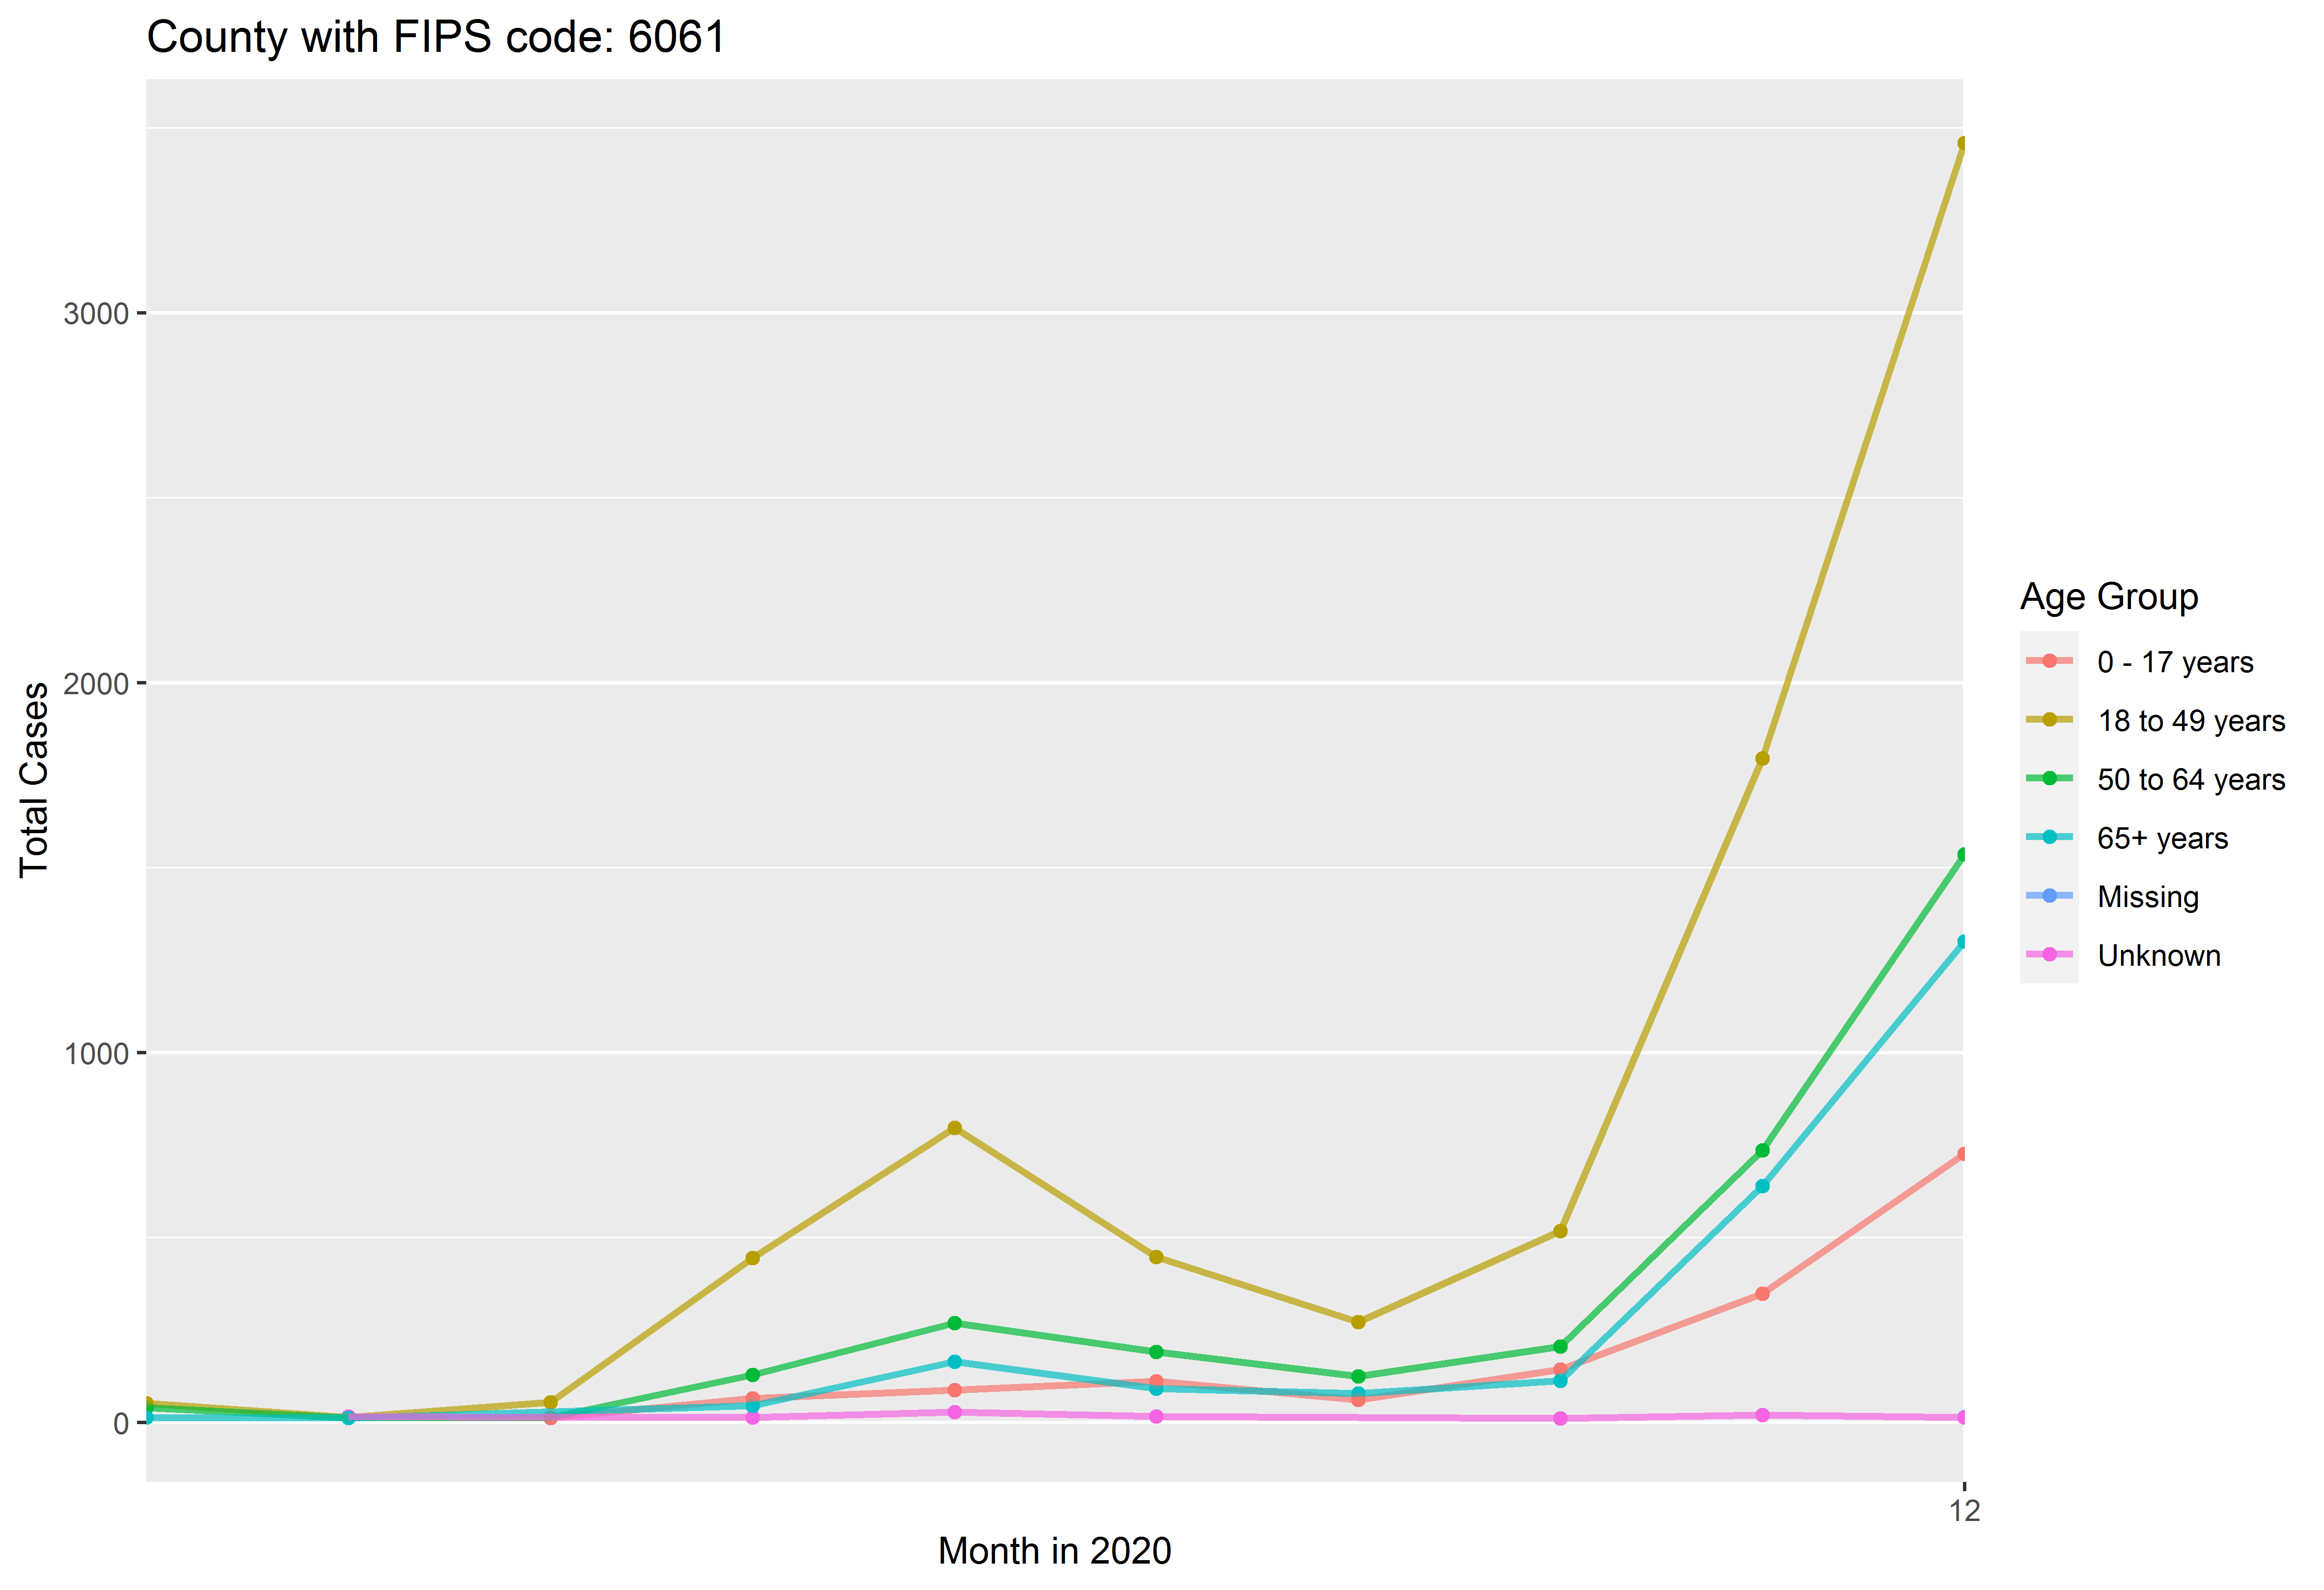 County with FIPS code: 6061
Total Cases
3000
2000
1000
0
12
Month in 2020
Age Group
0 - 17 years
18 to 49 years
50 to 64 years
65+ years
Missing
Unknown